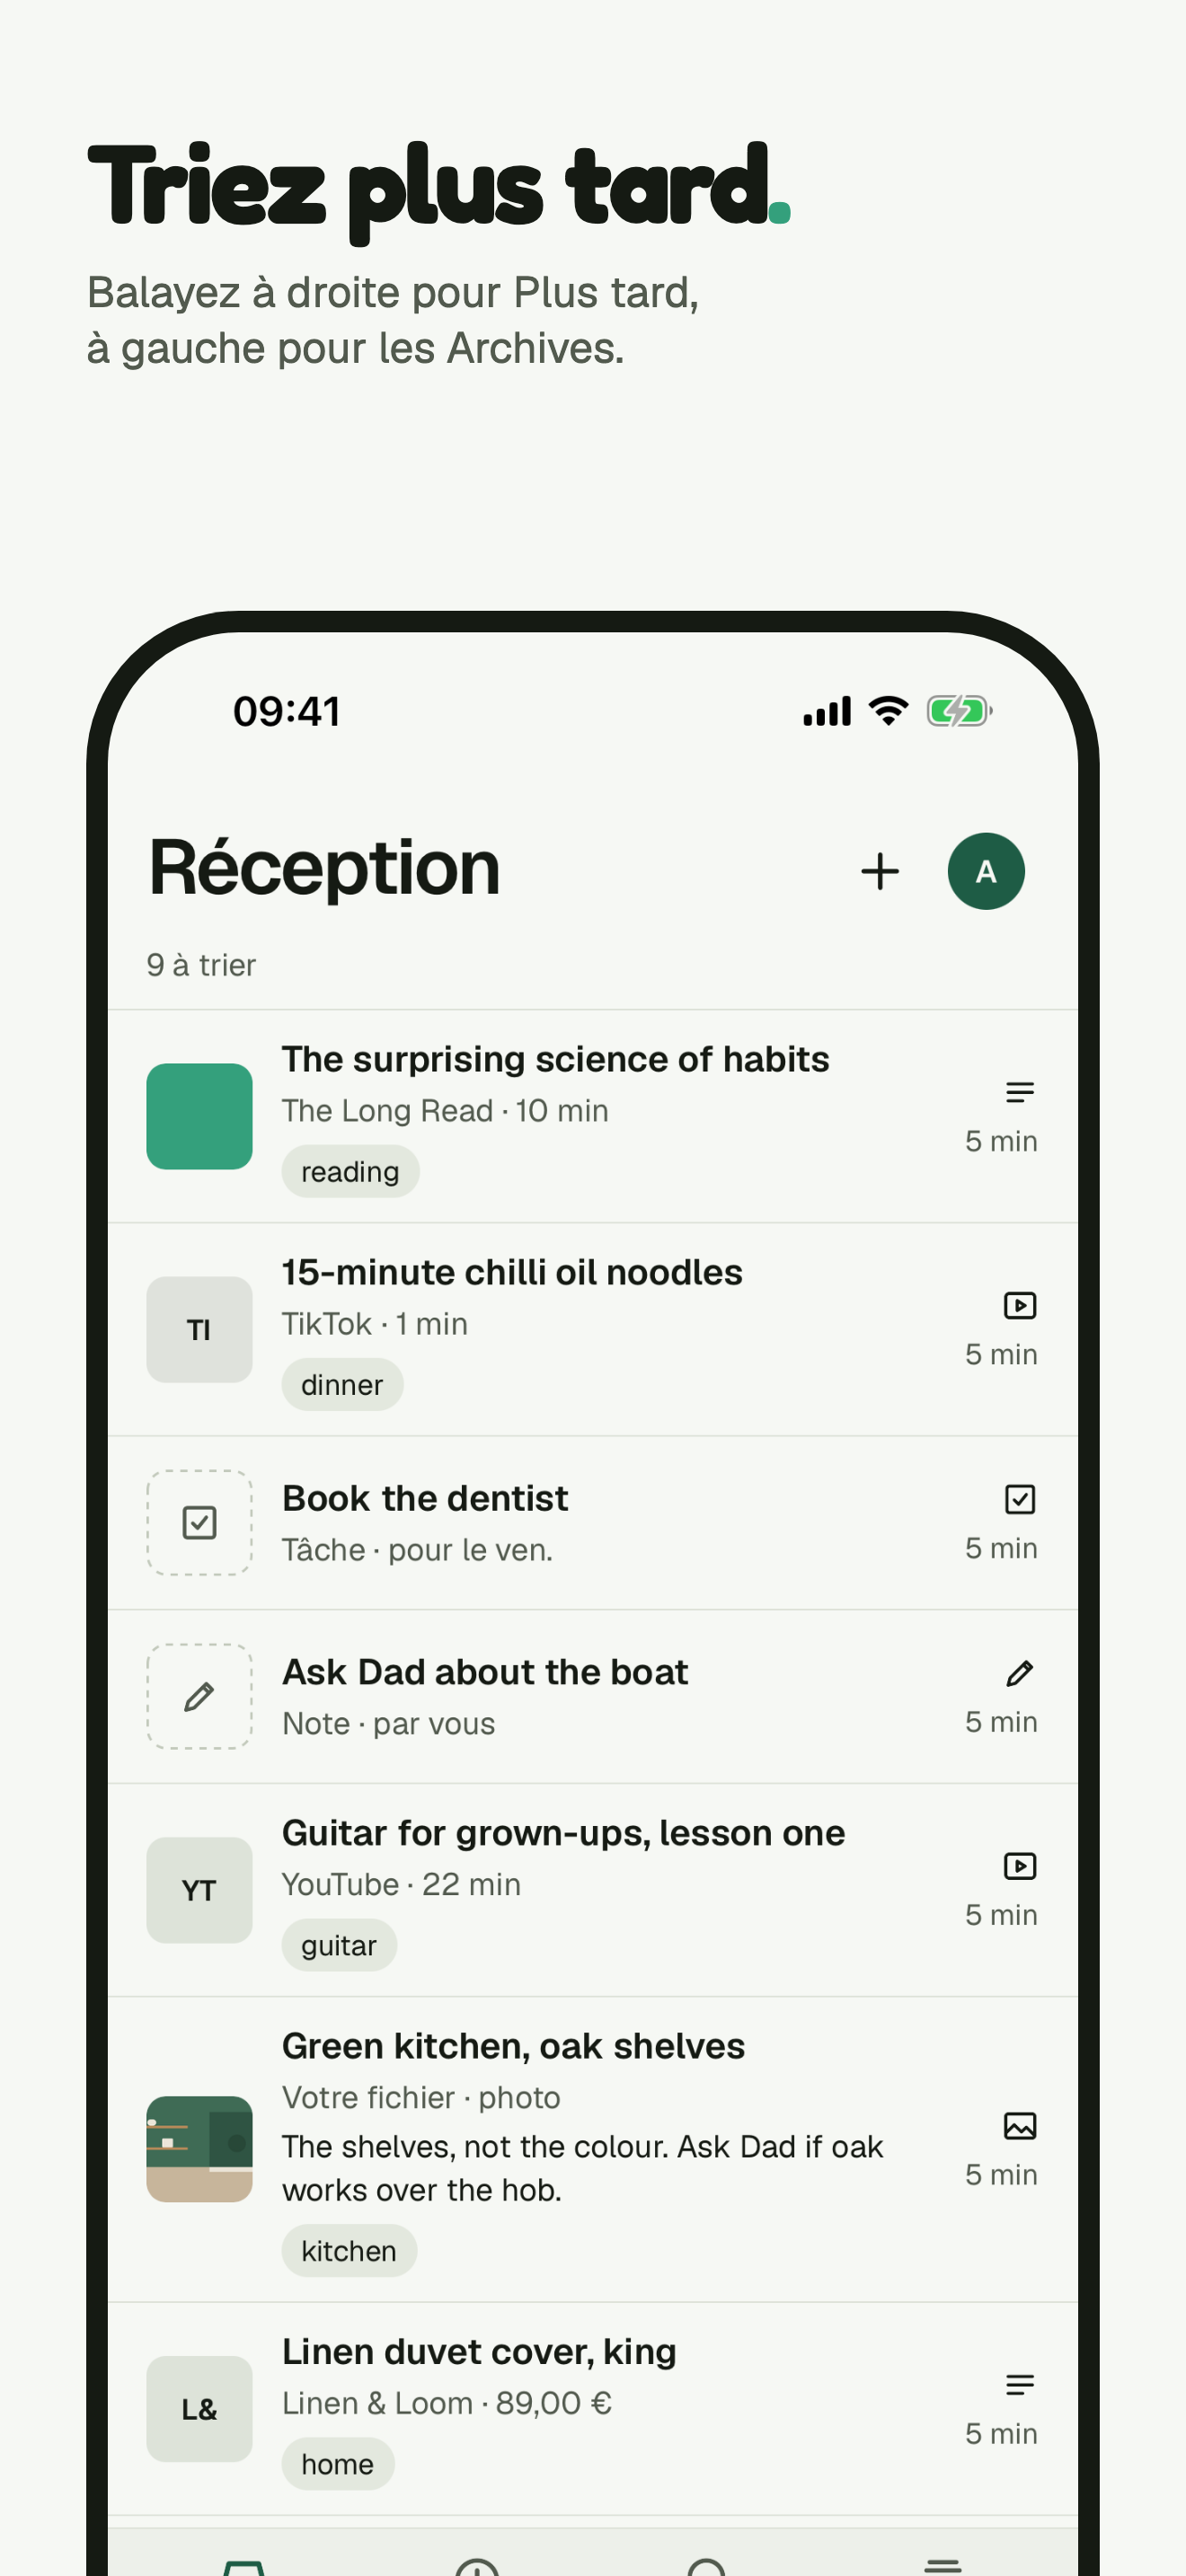 Triez plus tard.
Balayez à droite pour Plus tard,
à gauche pour les Archives.
09:41
Réception
A
9 à trier
The surprising science of habits
The Long Read · 10 min
reading
5 min
TI
15-minute chilli oil noodles
TikTok · 1 min
dinner
5 min
Book the dentist
Tâche · pour le ven.
5 min
Ask Dad about the boat
Note · par vous
5 min
YT
Guitar for grown-ups, lesson one
YouTube · 22 min
guitar
5 min
Green kitchen, oak shelves
Votre fichier · photo
The shelves, not the colour. Ask Dad if oak
works over the hob.
kitchen
5 min
L&
Linen duvet cover, king
Linen & Loom · 89,00 €
home
5 min